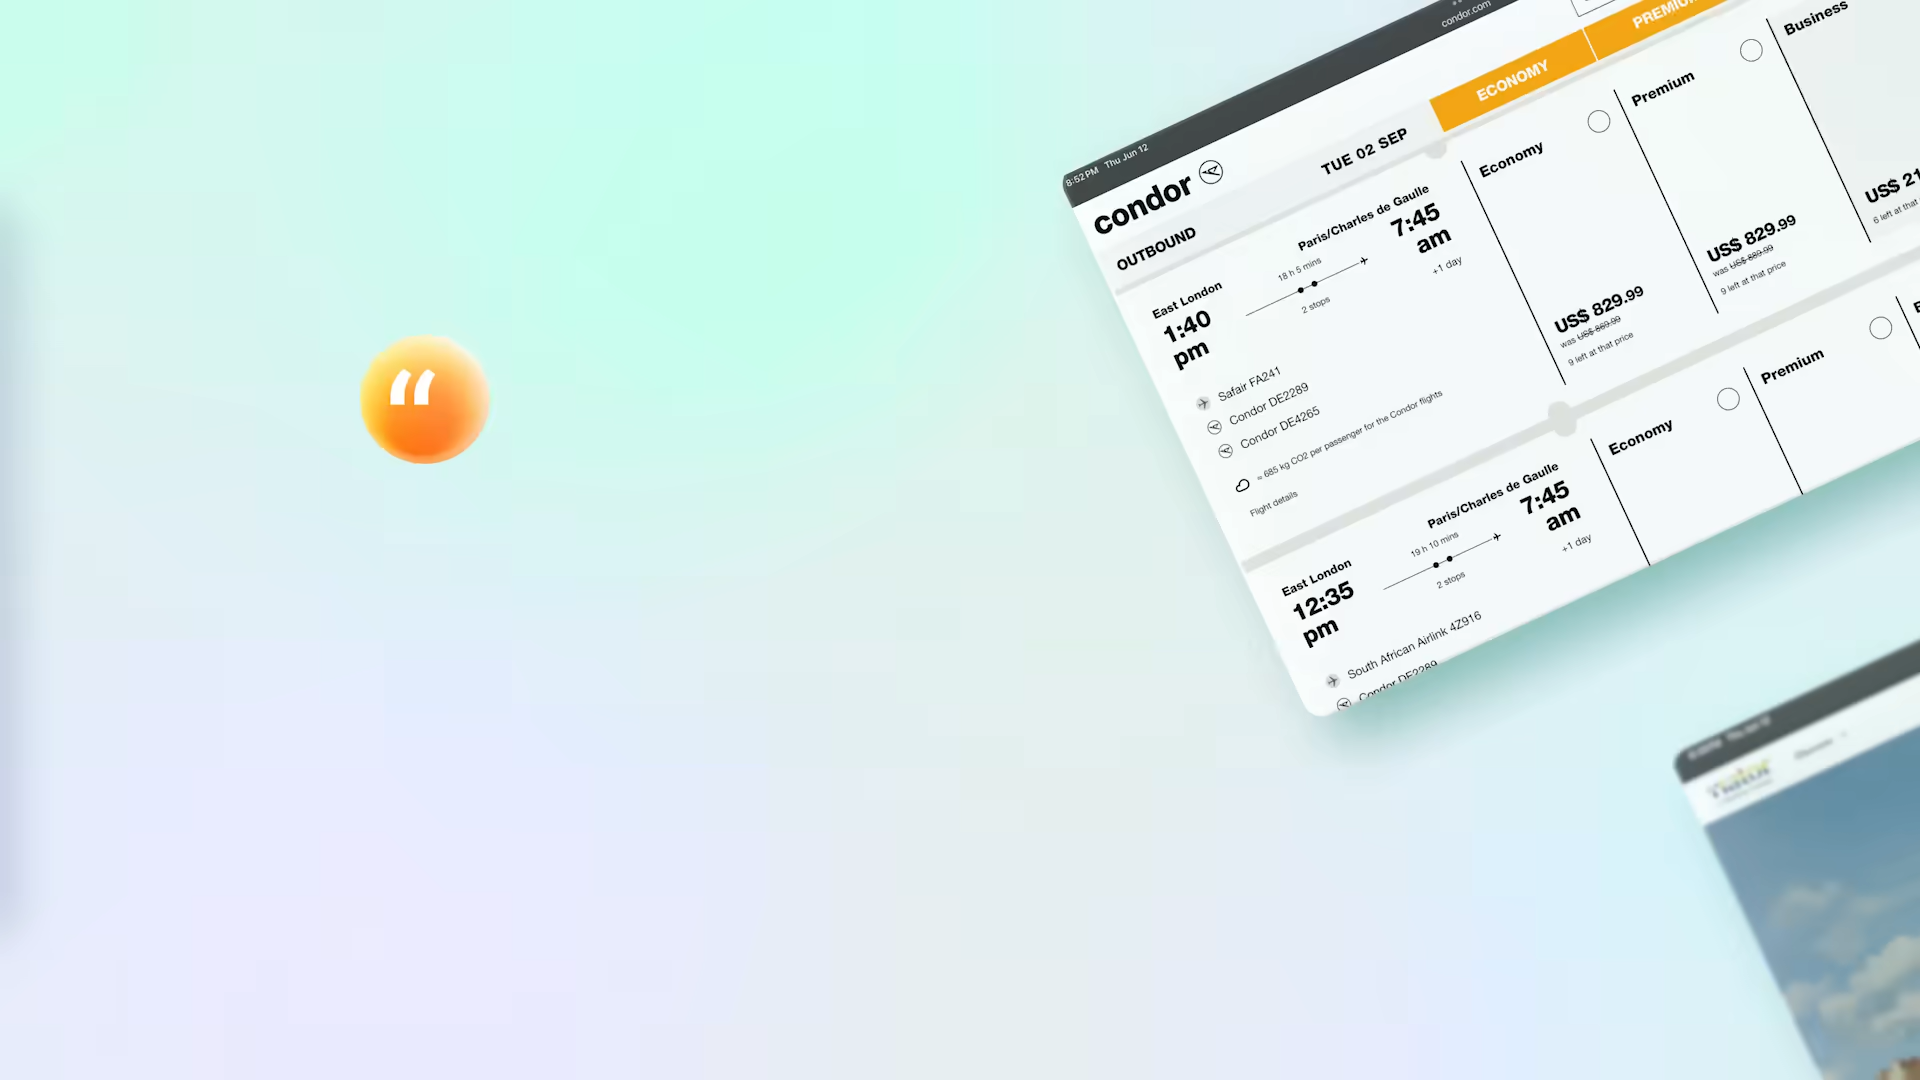 “
condor.com
8:52 PM Thu Jun 12
condor
OUTBOUND
TUE 02 SEP
ECONOMY
East London
1:40
pm
18 h 5 mins
2 stops
Paris/Charles de Gaulle
7:45
am
+1 day
Safair FA241
Condor DE2289
Condor DE4265
≈ 685 kg CO2 per passenger for the Condor flights
Flight details
Economy
US$ 829.99
was US$ 869.99
9 left at that price
Premium
US$ 829.99
was US$ 889.99
9 left at that price
Business
US$ 21
6 left at that
East London
12:35
pm
19 h 10 mins
2 stops
Paris/Charles de Gaulle
7:45
am
+1 day
South African Airlink 4Z916
Condor DE2289
Economy
Premium